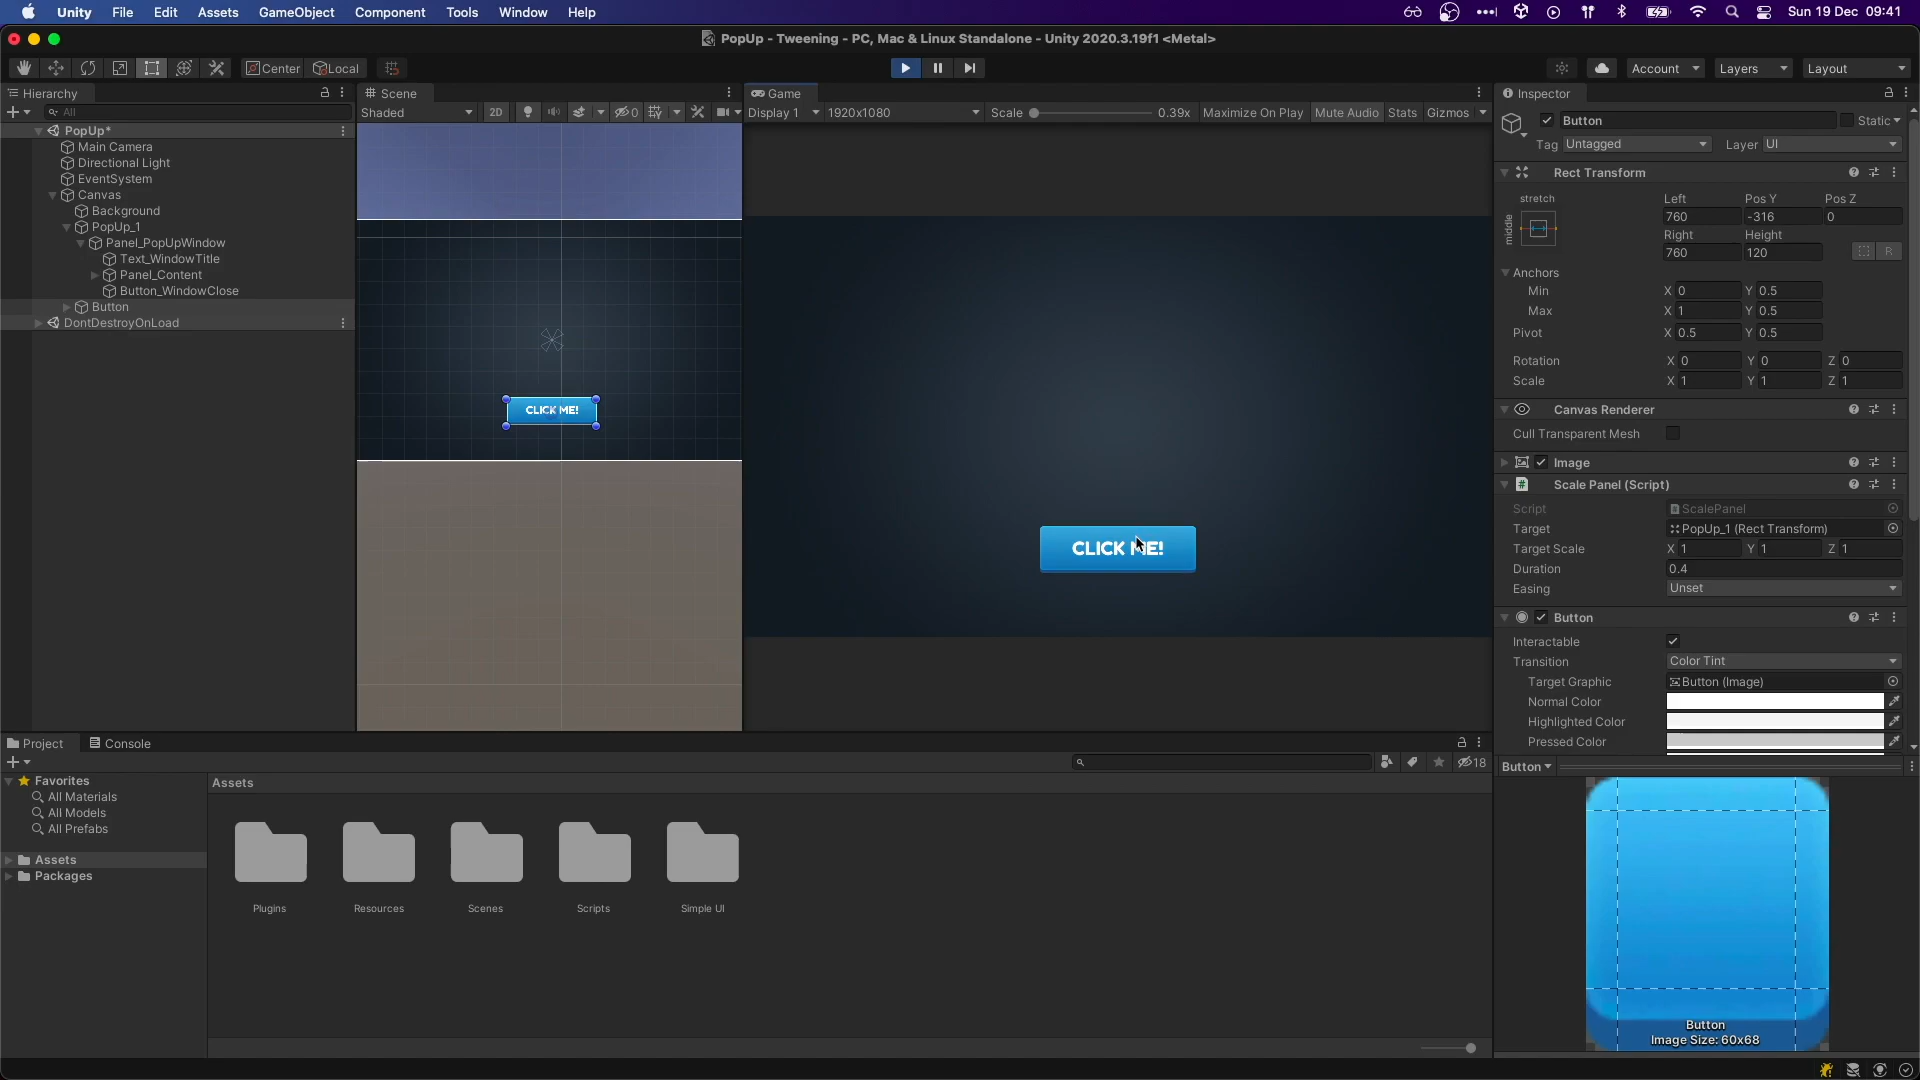 Unity File Edit Assets GameObject Component Tools Window Help Sun 19 Dec 09:41
PopUp - Tweening - PC, Mac & Linux Standalone - Unity 2020.3.19f1 <Metal>
Center Local Account Layers Layout
Hierarchy
All
PopUp*
Main Camera
Directional Light
EventSystem
Canvas
Background
PopUp_1
Panel_PopUpWindow
Text_WindowTitle
Panel_Content
Button_WindowClose
Button
DontDestroyOnLoad
Scene
Shaded 2D 0
CLICK ME!
Game
Display 1 1920x1080 Scale 0.39x Maximize On Play Mute Audio Stats Gizmos
CLICK ME!
Inspector
Button Static
Tag Untagged Layer UI
Rect Transform
stretch Left Pos Y Pos Z
middle 760 -316 0
Right Height
760 120 R
Anchors
Min X 0 Y 0.5
Max X 1 Y 0.5
Pivot X 0.5 Y 0.5
Rotation X 0 Y 0 Z 0
Scale X 1 Y 1 Z 1
Canvas Renderer
Cull Transparent Mesh
Image
# Scale Panel (Script)
Script ScalePanel
Target PopUp_1 (Rect Transform)
Target Scale X 1 Y 1 Z 1
Duration 0.4
Easing Unset
Button
Interactable
Transition Color Tint
Target Graphic Button (Image)
Normal Color
Highlighted Color
Pressed Color
Button
Button
Image Size: 60x68
Project Console
18
Favorites
All Materials
All Models
All Prefabs
Assets
Packages
Assets
Plugins Resources Scenes Scripts Simple UI